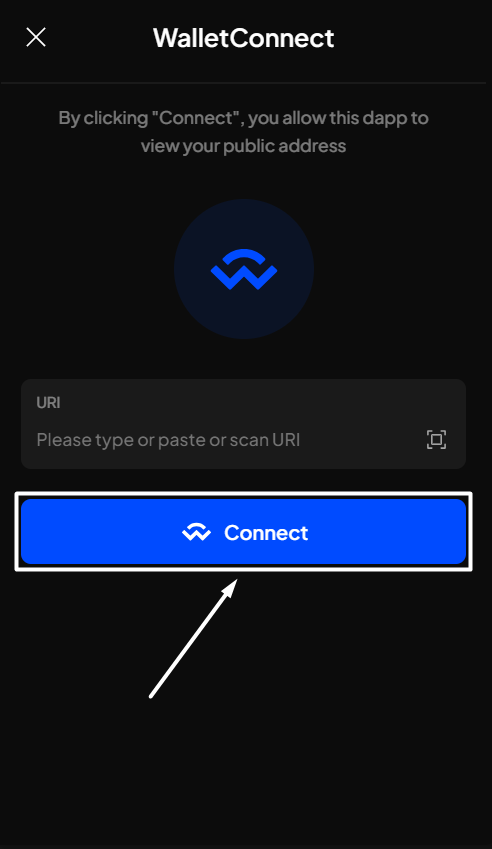 WalletConnect
By clicking "Connect", you allow this dapp to
view your public address
URI
Please type or paste or scan URI
Connect